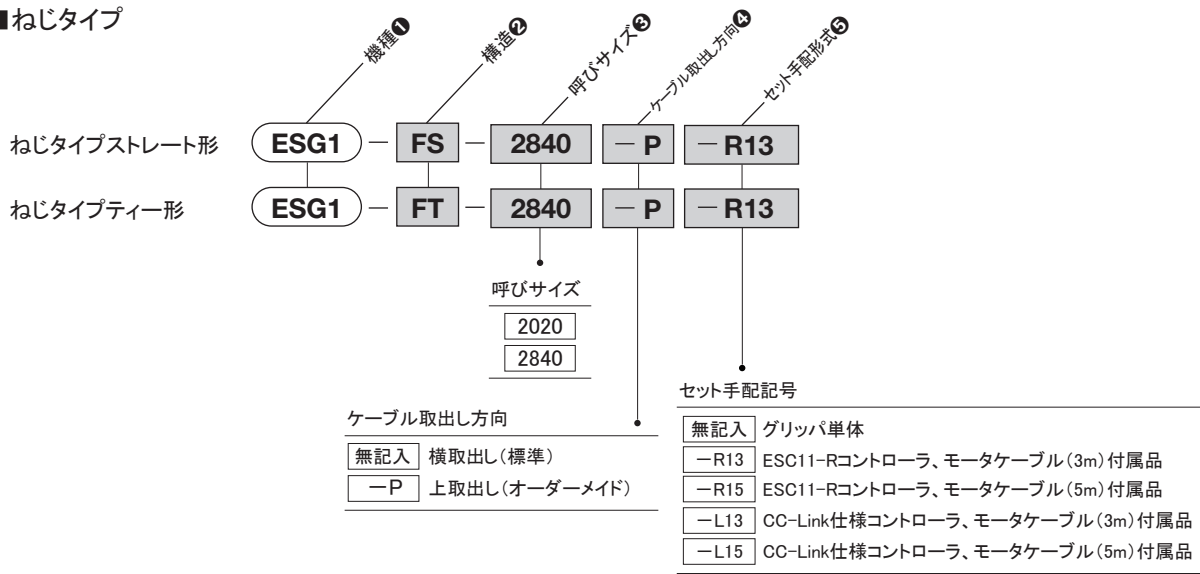 ■ねじタイプ
機種❶
構造❷
呼びサイズ❸
ケーブル取出し方向❹
セット手配形式❺
ねじタイプストレート形 ESG1 － FS － 2840 － P － R13
ねじタイプティー形 ESG1 － FT － 2840 － P － R13
呼びサイズ
2020
2840
ケーブル取出し方向
無記入 横取出し（標準）
－P 上取出し（オーダーメイド）
セット手配記号
無記入 グリッパ単体
－R13 ESC11-Rコントローラ、モータケーブル（3m）付属品
－R15 ESC11-Rコントローラ、モータケーブル（5m）付属品
－L13 CC-Link仕様コントローラ、モータケーブル（3m）付属品
－L15 CC-Link仕様コントローラ、モータケーブル（5m）付属品